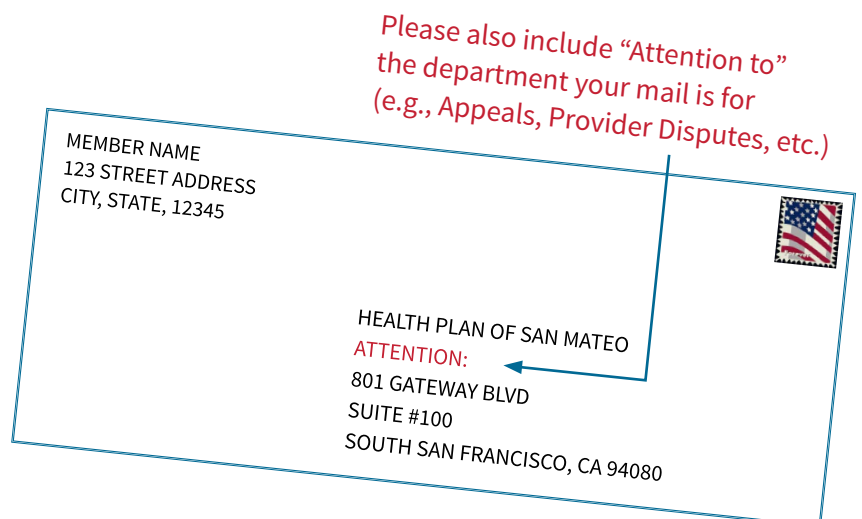 Please also include “Attention to”
the department your mail is for
(e.g., Appeals, Provider Disputes, etc.)
MEMBER NAME
123 STREET ADDRESS
CITY, STATE, 12345
HEALTH PLAN OF SAN MATEO
ATTENTION:
801 GATEWAY BLVD
SUITE #100
SOUTH SAN FRANCISCO, CA 94080